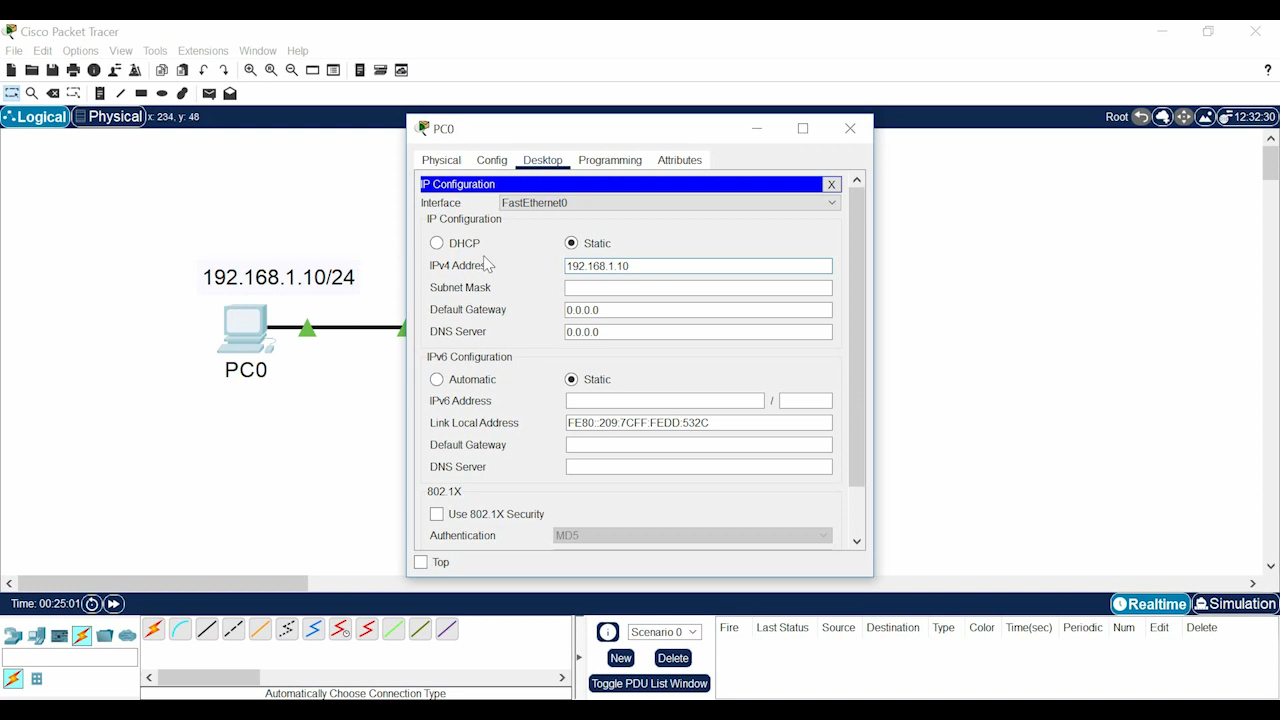 Cisco Packet Tracer
File Edit Options View Tools Extensions Window Help
?
Logical Physical x: 234, y: 48
Root 12:32:30
192.168.1.10/24
PC0
PC0
Physical Config Desktop Programming Attributes
IP Configuration X
Interface FastEthernet0
IP Configuration
DHCP Static
IPv4 Address 192.168.1.10
Subnet Mask
Default Gateway 0.0.0.0
DNS Server 0.0.0.0
IPv6 Configuration
Automatic Static
IPv6 Address /
Link Local Address FE80::209:7CFF:FEDD:532C
Default Gateway
DNS Server
802.1X
Use 802.1X Security
Authentication MD5
Top
Time: 00:25:01
Realtime Simulation
Scenario 0
New Delete
Toggle PDU List Window
Fire Last Status Source Destination Type Color Time(sec) Periodic Num Edit Delete
Automatically Choose Connection Type